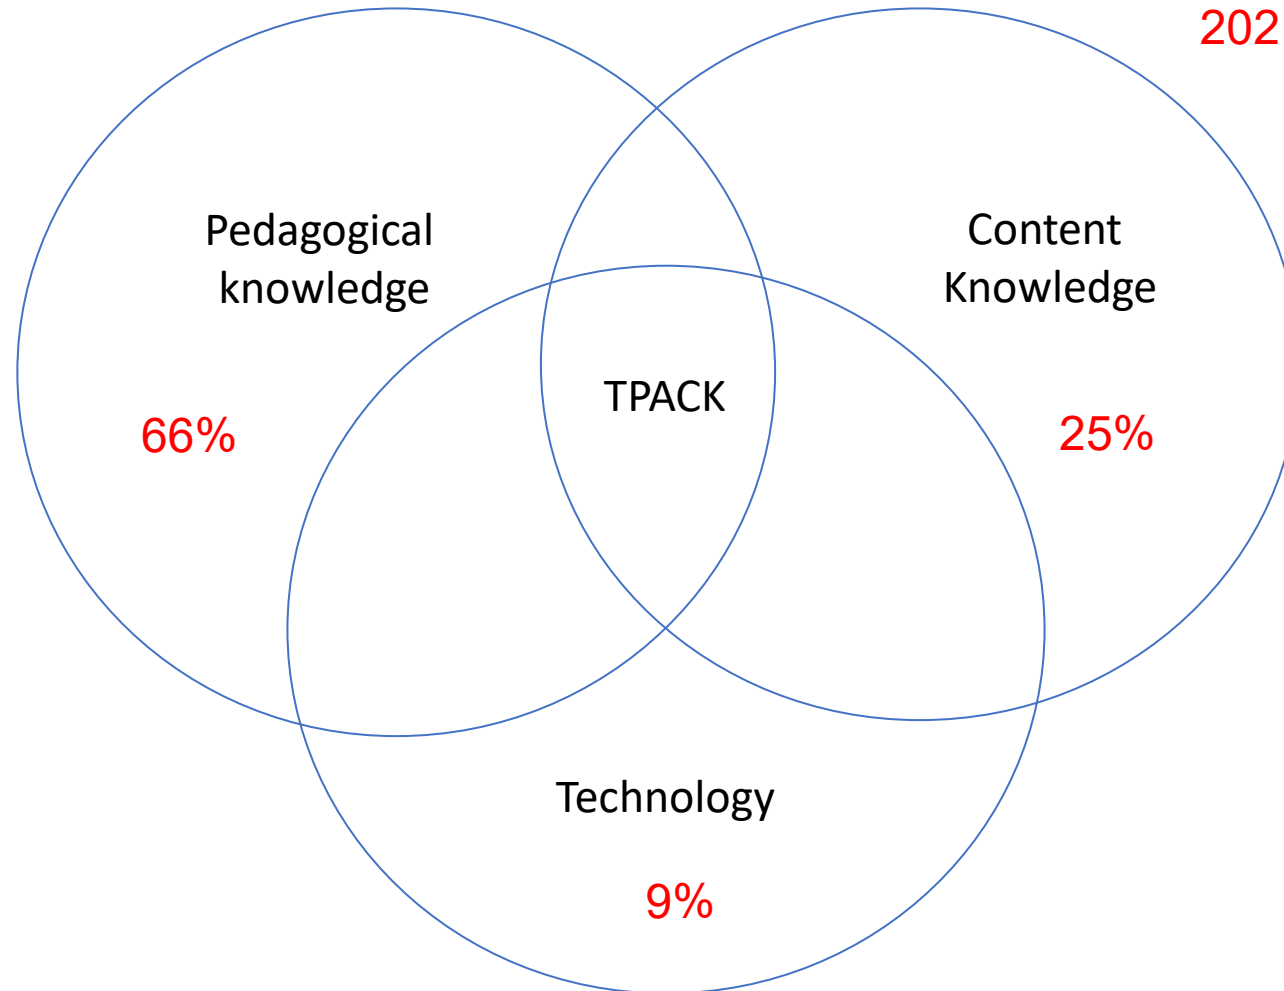 202
Pedagogical
knowledge
Content
Knowledge
TPACK
66%
25%
Technology
9%